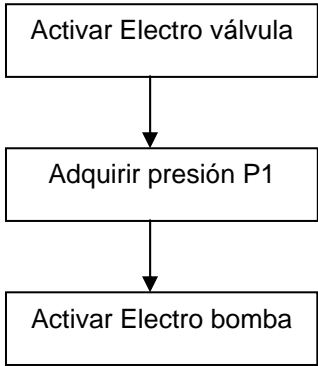 Activar Electro válvula
Adquirir presión P1
Activar Electro bomba